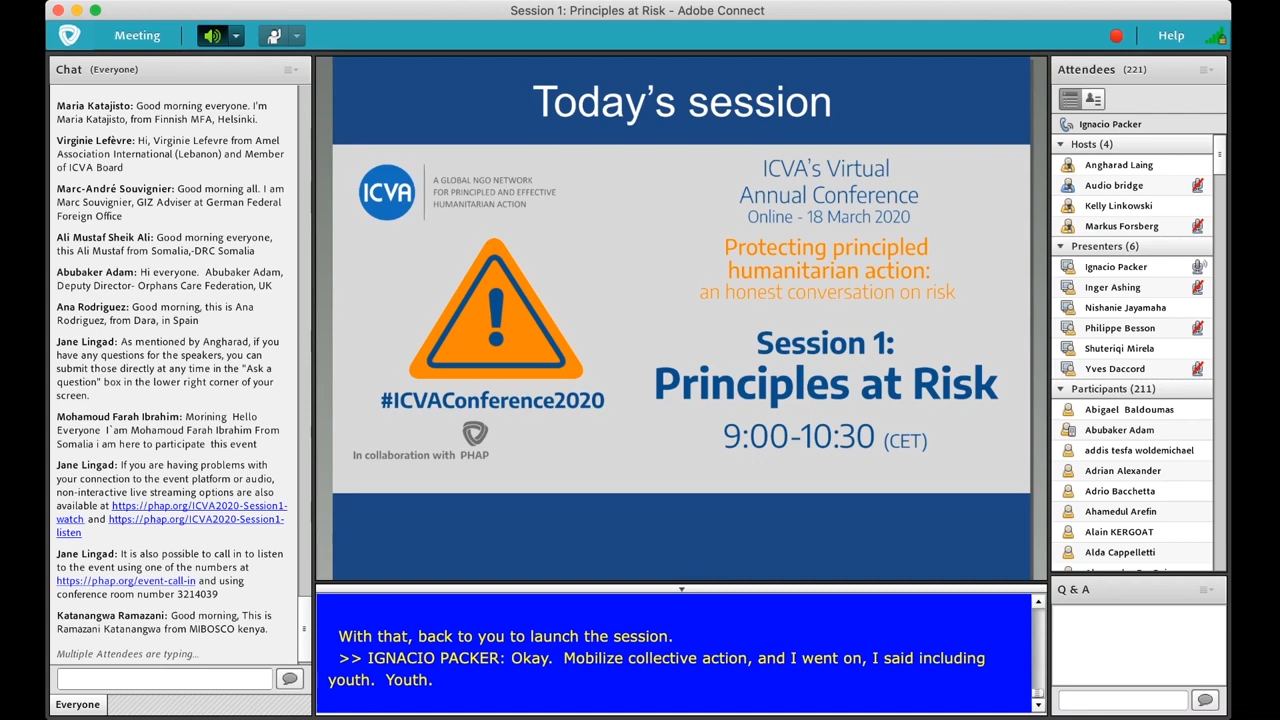 Session 1: Principles at Risk - Adobe Connect
Meeting
Help
Chat (Everyone)
Maria Katajisto: Good morning everyone. I'm
Maria Katajisto, from Finnish MFA, Helsinki.
Virginie Lefèvre: Hi, Virginie Lefevre from Amel
Association International (Lebanon) and Member
of ICVA Board
Marc-André Souvignier: Good morning all. I am
Marc Souvignier, GIZ Adviser at German Federal
Foreign Office
Ali Mustaf Sheik Ali: Good morning everyone,
this Ali Mustaf from Somalia,-DRC Somalia
Abubaker Adam: Hi everyone. Abubaker Adam,
Deputy Director- Orphans Care Federation, UK
Ana Rodriguez: Good morning, this is Ana
Rodriguez, from Dara, in Spain
Jane Lingad: As mentioned by Angharad, if you
have any questions for the speakers, you can
submit those directly at any time in the "Ask a
question" box in the lower right corner of your
screen.
Mohamoud Farah Ibrahim: Morining Hello
Everyone I`am Mohamoud Farah Ibrahim From
Somalia i am here to participate this event
Jane Lingad: If you are having problems with
your connection to the event platform or audio,
non-interactive live streaming options are also
available at https://phap.org/ICVA2020-Session1-
watch and https://phap.org/ICVA2020-Session1-
listen
Jane Lingad: It is also possible to call in to listen
to the event using one of the numbers at
https://phap.org/event-call-in and using
conference room number 3214039
Katanangwa Ramazani: Good morning, This is
Ramazani Katanangwa from MIBOSCO kenya.
Multiple Attendees are typing...
Everyone
Today's session
ICVA
A GLOBAL NGO NETWORK
FOR PRINCIPLED AND EFFECTIVE
HUMANITARIAN ACTION
#ICVAConference2020
In collaboration with PHAP
ICVA's Virtual
Annual Conference
Online - 18 March 2020
Protecting principled
humanitarian action:
an honest conversation on risk
Session 1:
Principles at Risk
9:00-10:30 (CET)
With that, back to you to launch the session.
>> IGNACIO PACKER: Okay. Mobilize collective action, and I went on, I said including
youth. Youth.
Attendees (221)
Ignacio Packer
Hosts (4)
Angharad Laing
Audio bridge
Kelly Linkowski
Markus Forsberg
Presenters (6)
Ignacio Packer
Inger Ashing
Nishanie Jayamaha
Philippe Besson
Shuteriqi Mirela
Yves Daccord
Participants (211)
Abigael Baldoumas
Abubaker Adam
addis tesfa woldemichael
Adrian Alexander
Adrio Bacchetta
Ahamedul Arefin
Alain KERGOAT
Alda Cappelletti
Q & A